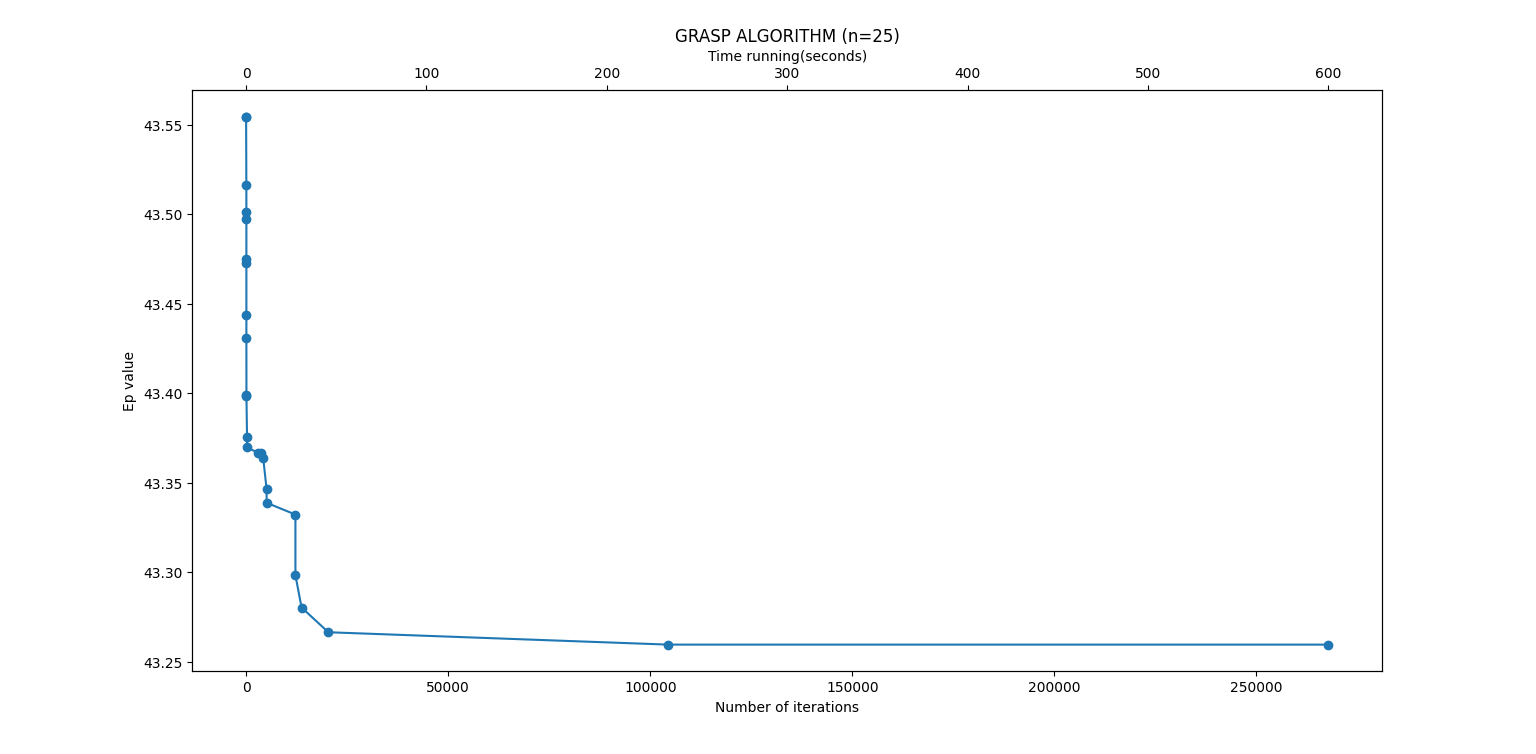 GRASP ALGORITHM (n=25)
Time running(seconds)
0 100 200 300 400 500 600
43.55
43.50
43.45
43.40
43.35
43.30
43.25
Ep value
0 50000 100000 150000 200000 250000
Number of iterations